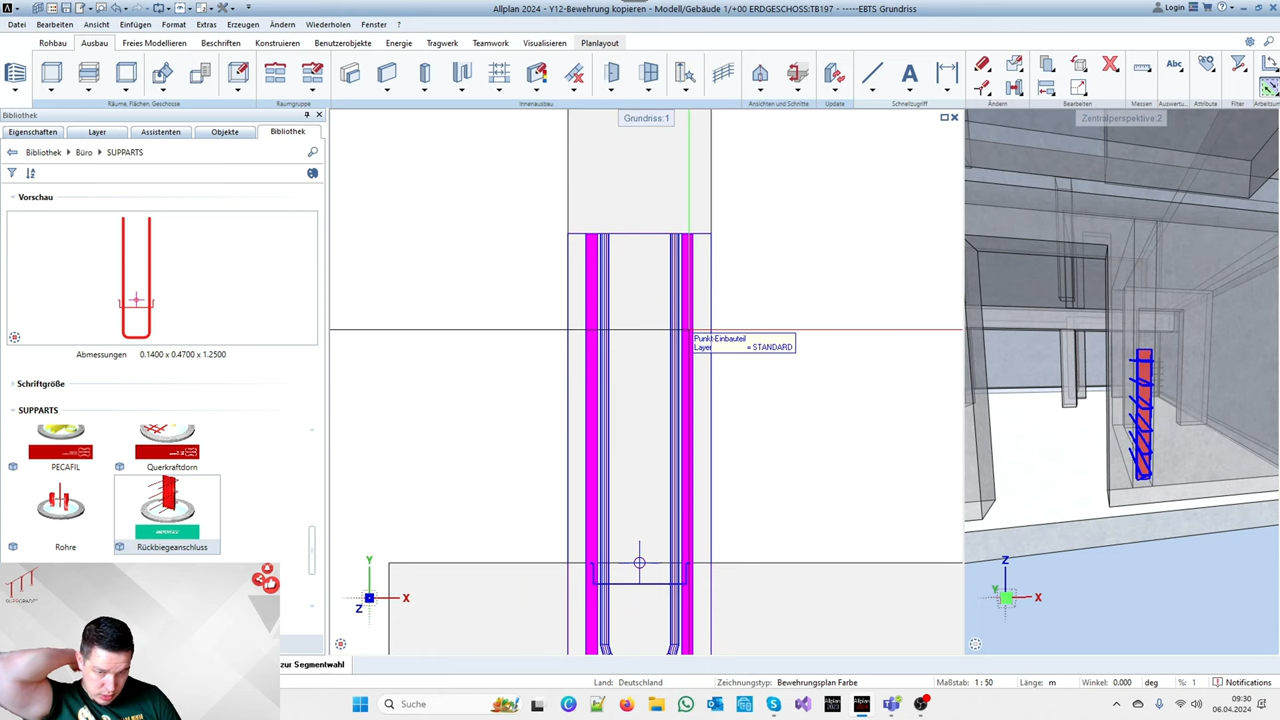 Allplan 2024 - Y12-Bewehrung kopieren - Modell/Gebäude 1/+00 ERDGESCHOSS:TB197 - -----EBTS Grundriss
Login
Datei Bearbeiten Ansicht Einfügen Format Extras Erzeugen Ändern Wiederholen Fenster ?
Rohbau Ausbau Freies Modellieren Beschriften Konstruieren Benutzerobjekte Energie Tragwerk Teamwork Visualisieren Planlayout
Räume, Flächen, Geschosse Raumgruppe Innenausbau Ansichten und Schnitte Update Schnellzugriff Ändern Bearbeiten Messen Auswertu... Attribute Filter Arbeitsum
Bibliothek
Eigenschaften Layer Assistenten Objekte Bibliothek
Bibliothek Büro SUPPARTS
Vorschau
Abmessungen 0.1400 x 0.4700 x 1.2500
Schriftgröße
SUPPARTS
PECAFIL Querkraftdorn
Rohre Rückbiegeanschluss
Grundriss:1
Punkt-Einbauteil
Layer = STANDARD
Y
X
Z
Zentralperspektive:2
Z
Y
X
zur Segmentwahl
Land: Deutschland Zeichnungstyp: Bewehrungsplan Farbe Maßstab: 1 : 50 Länge: m Winkel: 0.000 deg % 1 Notifications
Suche
09:30
06.04.2024